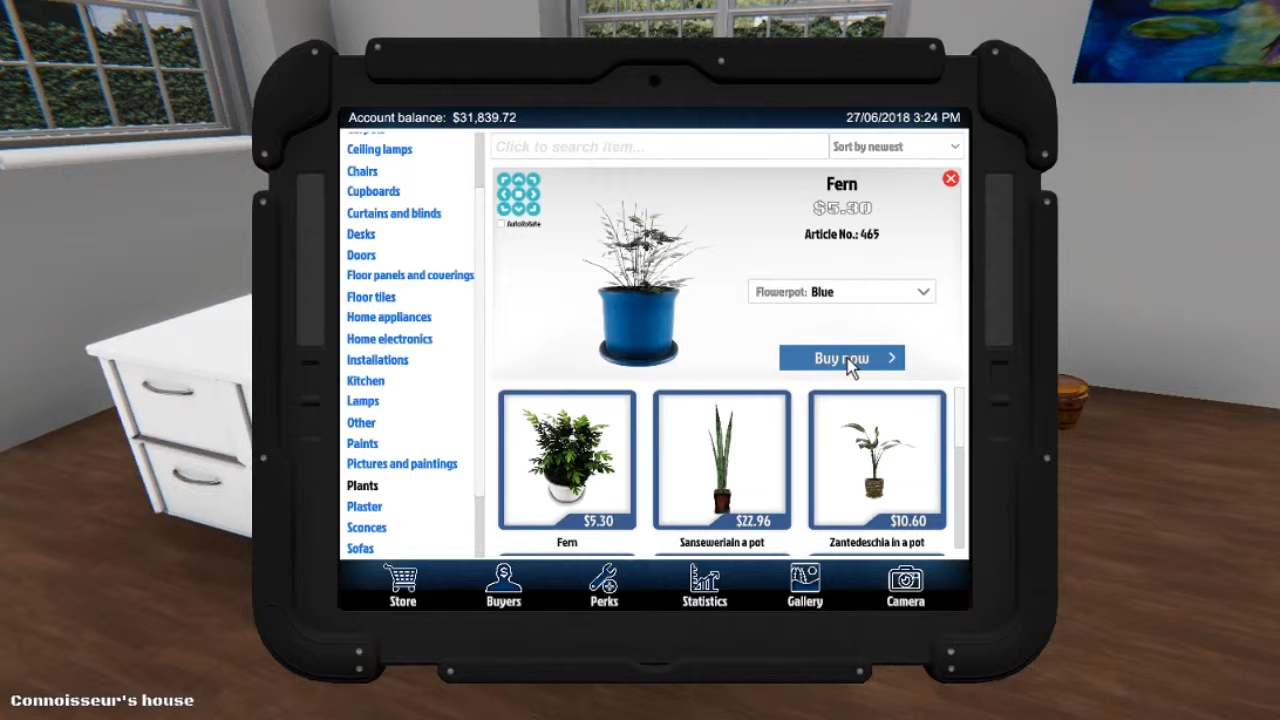 Account balance: $31,839.72
27/06/2018 3:24 PM
Ceiling lamps
Chairs
Cupboards
Curtains and blinds
Desks
Doors
Floor panels and coverings
Floor tiles
Home appliances
Home electronics
Installations
Kitchen
Lamps
Other
Paints
Pictures and paintings
Plants
Plaster
Sconces
Sofas
Click to search item...
Sort by newest
AutoRotate
Fern
$5.30
Article No.: 465
Flowerpot: Blue
Buy now
$5.30
$22.96
$10.60
Fern
Sanseweriain a pot
Zantedeschia in a pot
Store
Buyers
Perks
Statistics
Gallery
Camera
Connoisseur's house